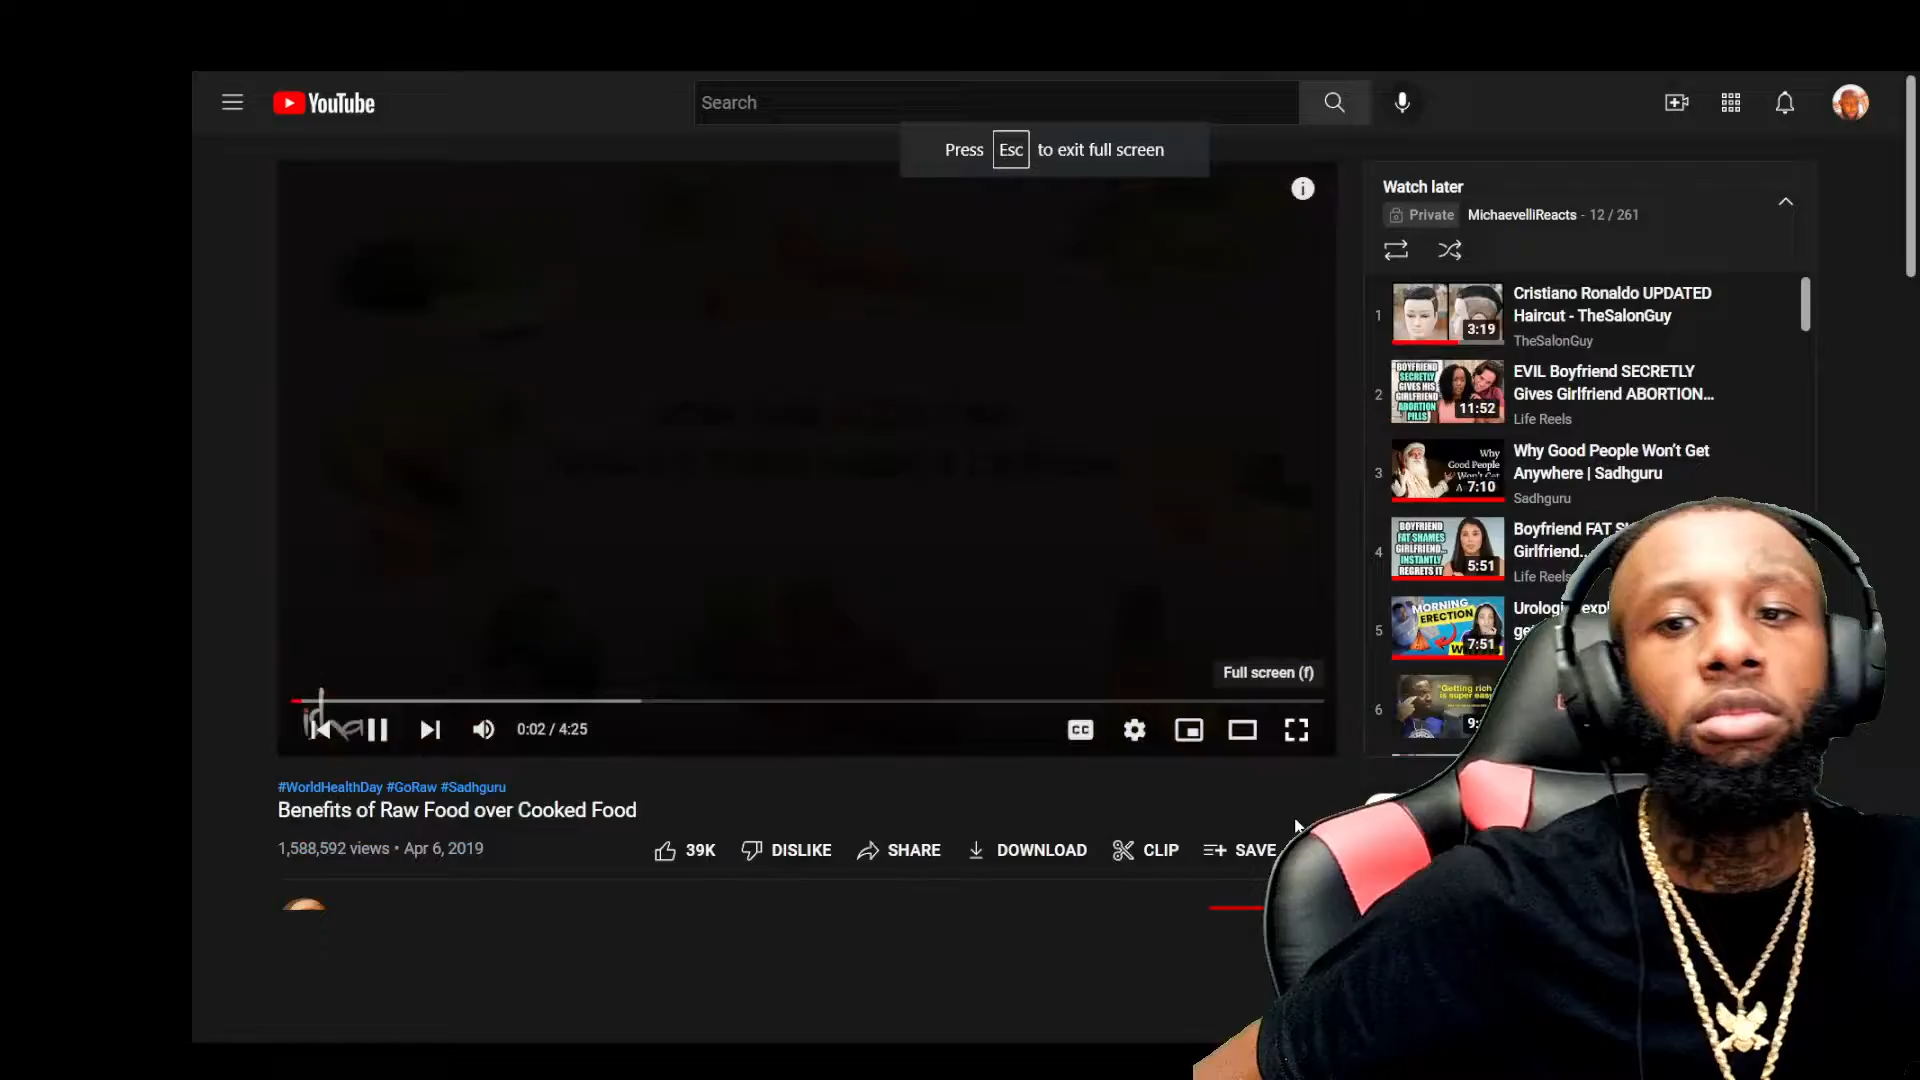 YouTube
Search
Press Esc to exit full screen
Watch later
Private MichaevelliReacts - 12 / 261
1
3:19
Cristiano Ronaldo UPDATED
Haircut - TheSalonGuy
TheSalonGuy
2
BOYFRIEND
SECRETLY
GIVES HIS
GIRLFRIEND
ABORTION
PILLS
11:52
EVIL Boyfriend SECRETLY
Gives Girlfriend ABORTION...
Life Reels
3
Why
Good People
Won't Get
A
7:10
Why Good People Won't Get
Anywhere | Sadhguru
Sadhguru
4
BOYFRIEND
FAT SHAMES
GIRLFRIEND...
INSTANTLY
REGRETS IT
5:51
Boyfriend FAT
Girlfriend...
Life Reels
5
MORNING
ERECTION
7:51
6
"Getting rich
is super easy
9:
Full screen (f)
0:02 / 4:25
CC
#WorldHealthDay #GoRaw #Sadhguru
Benefits of Raw Food over Cooked Food
1,588,592 views • Apr 6, 2019
39K DISLIKE SHARE DOWNLOAD CLIP SAVE